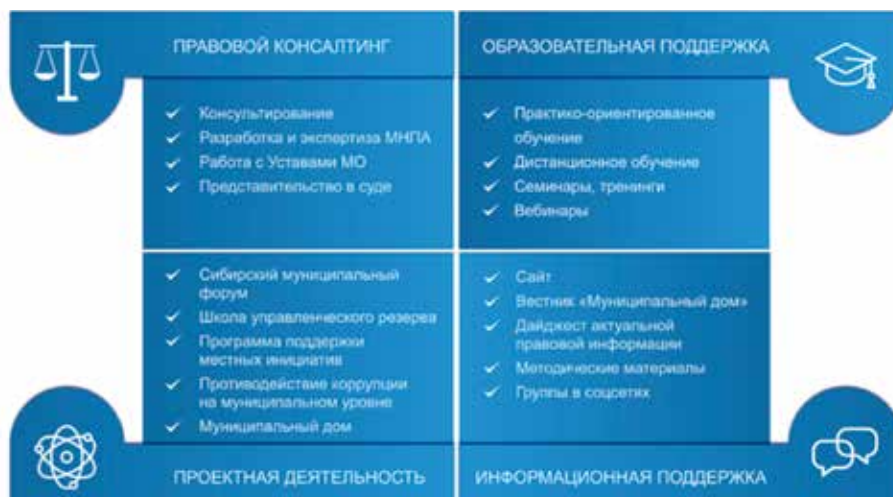 ПРАВОВОЙ КОНСАЛТИНГ
Консультирование
Разработка и экспертиза МНПА
Работа с Уставами МО
Представительство в суде
ОБРАЗОВАТЕЛЬНАЯ ПОДДЕРЖКА
Практико-ориентированное
обучение
Дистанционное обучение
Семинары, тренинги
Вебинары
Сибирский муниципальный
форум
Школа управленческого резерва
Программа поддержки
местных инициатив
Противодействие коррупции
на муниципальном уровне
Муниципальный дом
ПРОЕКТНАЯ ДЕЯТЕЛЬНОСТЬ
Сайт
Вестник «Муниципальный дом»
Дайджест актуальной
правовой информации
Методические материалы
Группы в соцсетях
ИНФОРМАЦИОННАЯ ПОДДЕРЖКА